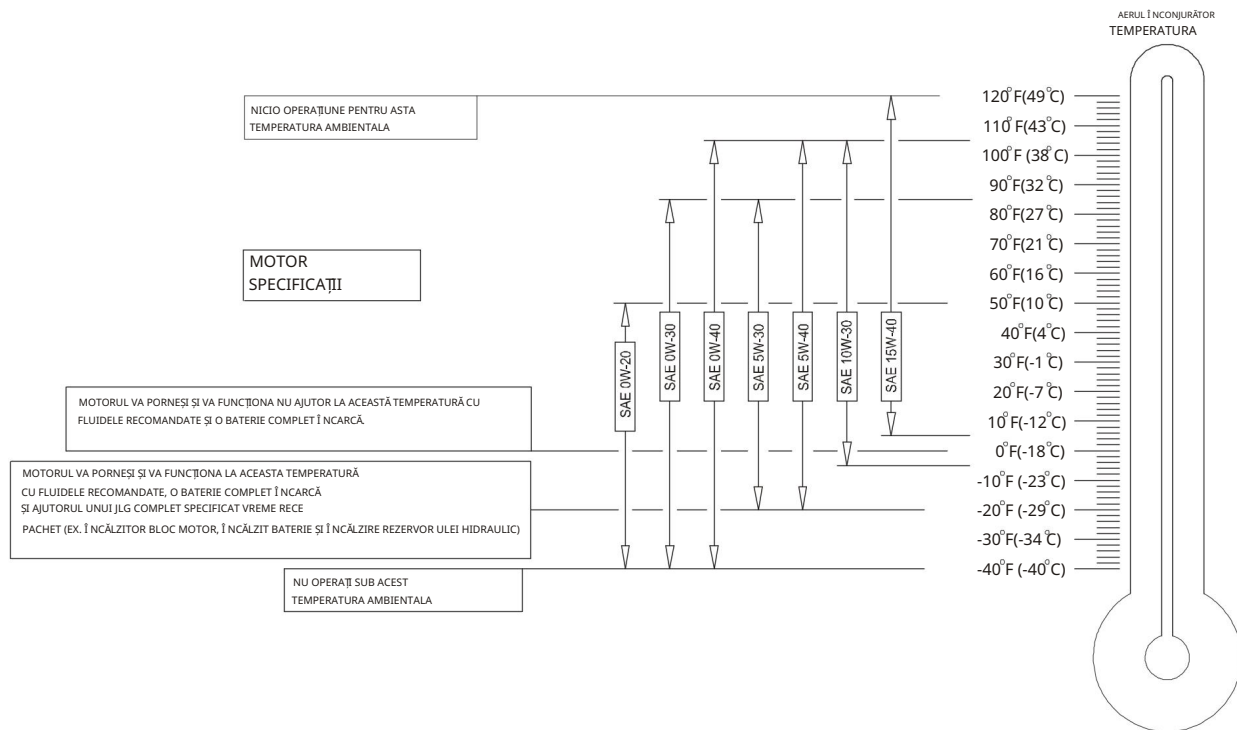 AERUL Î NCONJURĂTOR
TEMPERATURA
NICIO OPERAȚIUNE PENTRU ASTA
TEMPERATURA AMBIENTALA
MOTOR
SPECIFICAȚII
MOTORUL VA PORNEȘI ȘI VA FUNCȚIONA NU AJUTOR LA ACEASTĂ TEMPERATURĂ CU
FLUIDELE RECOMANDATE ȘI O BATERIE COMPLET Î NCARCĂ.
MOTORUL VA PORNEȘI ȘI VA FUNCȚIONA LA ACEASTA TEMPERATURĂ
CU FLUIDELE RECOMANDATE, O BATERIE COMPLET Î NCARCĂ
ȘI AJUTORUL UNUI JLG COMPLET SPECIFICAT VREME RECE
PACHET (EX. Î NCĂLZITOR BLOC MOTOR, Î NCĂLZIT BATERIE ȘI Î NCĂLZIRE REZERVOR ULEI HIDRAULIC)
NU OPERAȚI SUB ACEST
TEMPERATURA AMBIENTALA
SAE 0W-20
SAE 0W-30
SAE 0W-40
SAE 5W-30
SAE 5W-40
SAE 10W-30
SAE 15W-40
120°F(49°C)
110°F(43°C)
100°F (38°C)
90°F(32°C)
80°F(27°C)
70°F(21°C)
60°F(16°C)
50°F(10°C)
40°F(4°C)
30°F(-1°C)
20°F(-7°C)
10°F(-12°C)
0°F(-18°C)
-10°F (-23°C)
-20°F (-29°C)
-30°F(-34°C)
-40°F (-40°C)